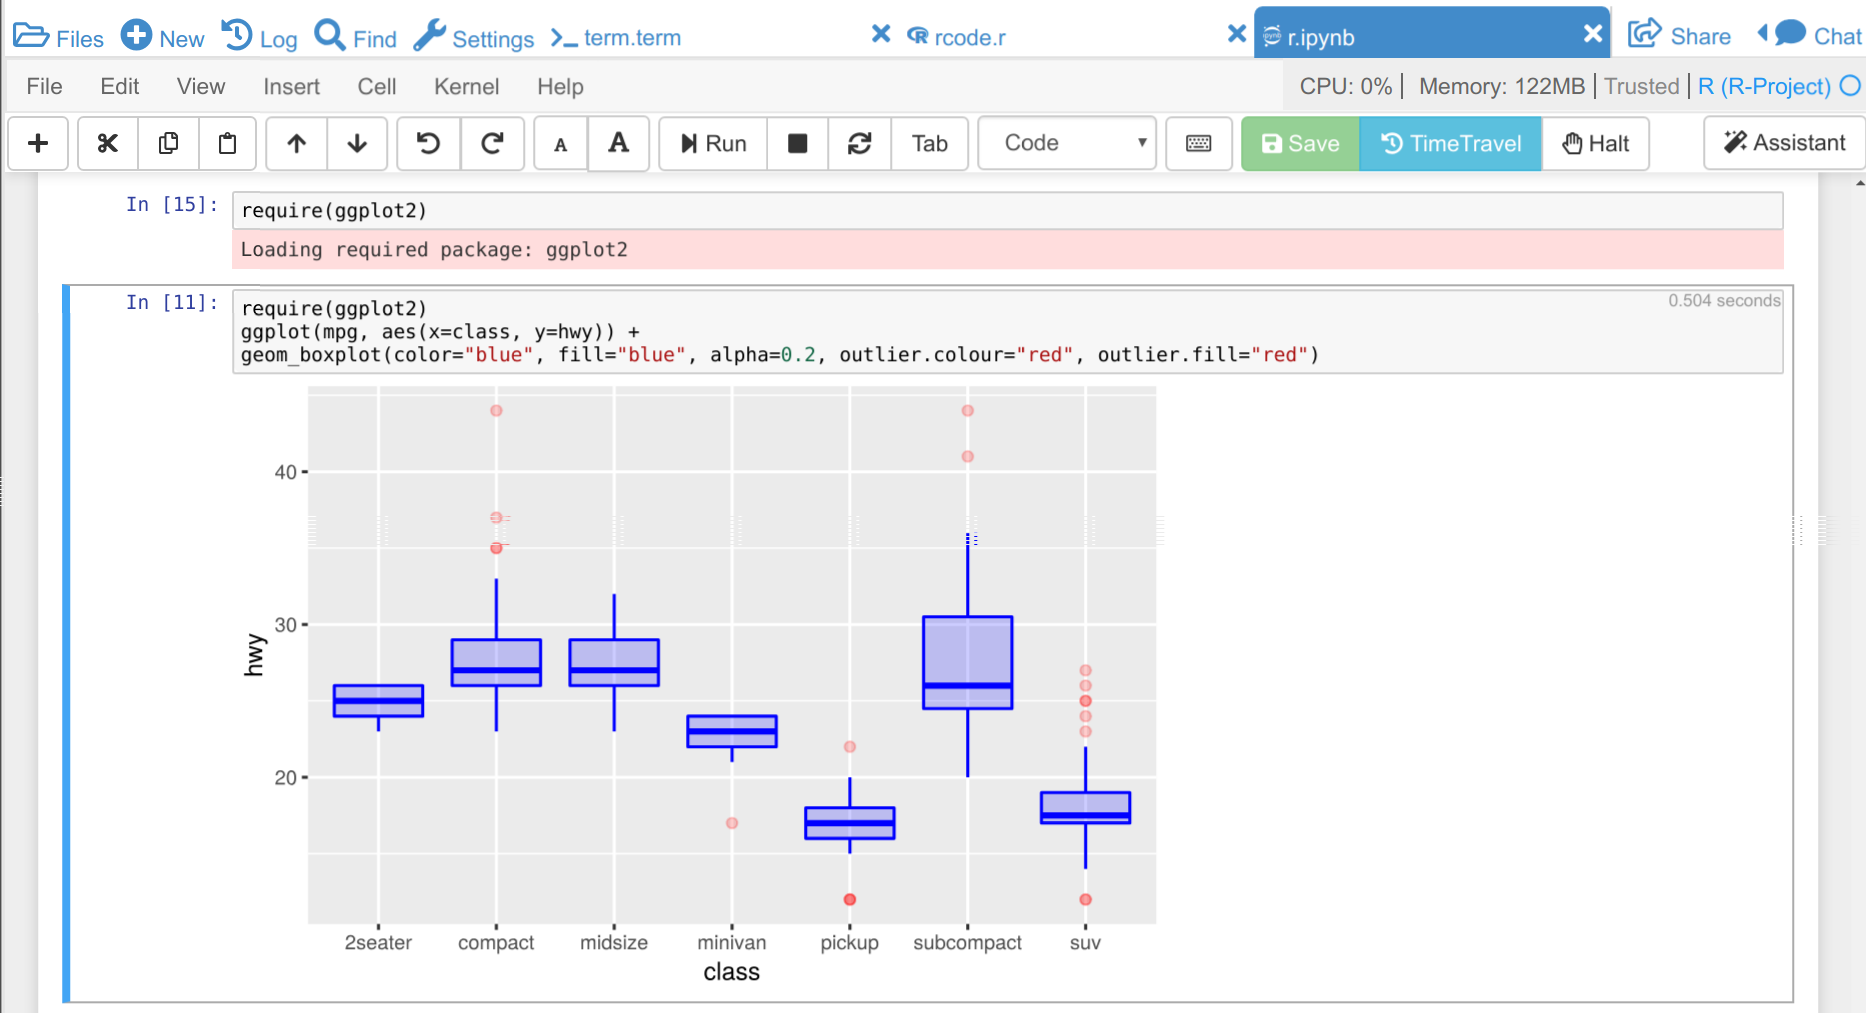 Files New Log Find Settings term.term rcode.r r.ipynb Share Chat
File Edit View Insert Cell Kernel Help CPU: 0% | Memory: 122MB | Trusted | R (R-Project)
A A Run Tab Code Save TimeTravel Halt Assistant
In [15]: require(ggplot2)
Loading required package: ggplot2
In [11]: require(ggplot2) 0.504 seconds
ggplot(mpg, aes(x=class, y=hwy)) +
geom_boxplot(color="blue", fill="blue", alpha=0.2, outlier.colour="red", outlier.fill="red")
40
30
hwy
20
2seater compact midsize minivan pickup subcompact suv
class